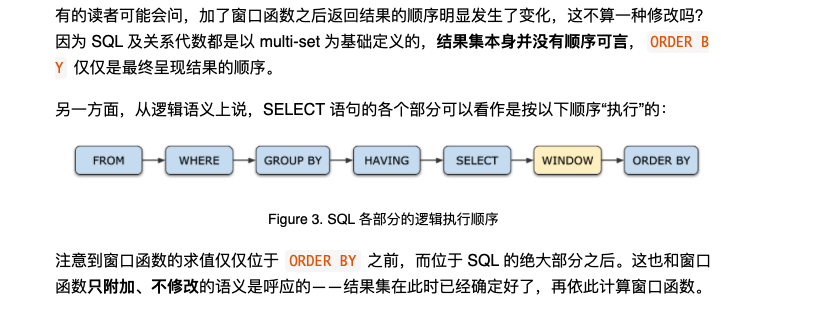 有的读者可能会问，加了窗口函数之后返回结果的顺序明显发生了变化，这不算一种修改吗？
因为 SQL 及关系代数都是以 multi-set 为基础定义的，结果集本身并没有顺序可言， ORDER B
Y 仅仅是最终呈现结果的顺序。
另一方面，从逻辑语义上说，SELECT 语句的各个部分可以看作是按以下顺序“执行”的：
FROM WHERE GROUP BY HAVING SELECT WINDOW ORDER BY
Figure 3. SQL 各部分的逻辑执行顺序
注意到窗口函数的求值仅仅位于 ORDER BY 之前，而位于 SQL 的绝大部分之后。这也和窗口
函数只附加、不修改的语义是呼应的——结果集在此时已经确定好了，再依此计算窗口函数。